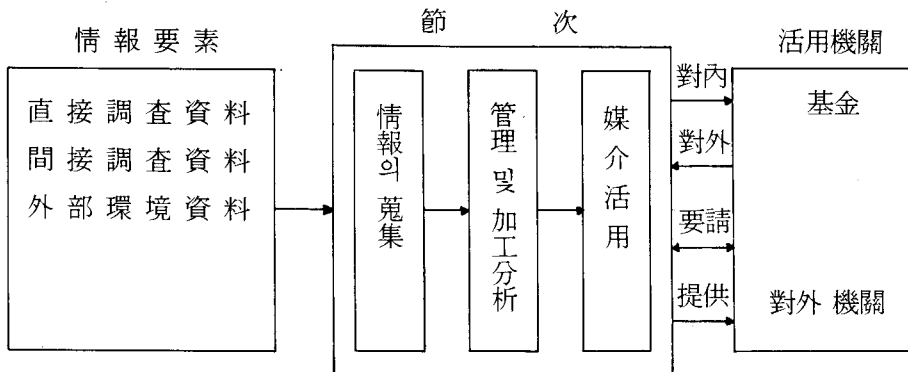 情報要素
直接調査資料
間接調査資料
外部環境資料
節次
情報의 蒐集
管理 및 加工分析
媒介活用
對內
對外
要請
提供
活用機關
基金
對外 機關